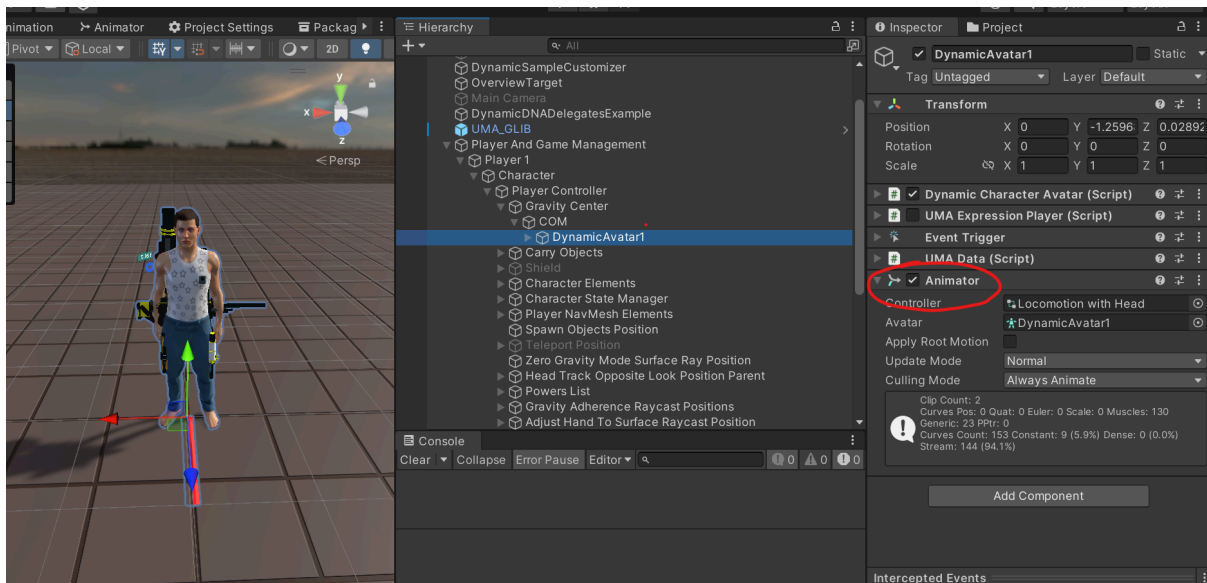 nimation Animator Project Settings Packag
Pivot Local 2D
y
x
z
Persp
Hierarchy
All
DynamicSampleCustomizer
OverviewTarget
Main Camera
DynamicDNADelegatesExample
UMA_GLIB
Player And Game Management
Player 1
Character
Player Controller
Gravity Center
COM
DynamicAvatar1
Carry Objects
Shield
Character Elements
Character State Manager
Player NavMesh Elements
Spawn Objects Position
Teleport Position
Zero Gravity Mode Surface Ray Position
Head Track Opposite Look Position Parent
Powers List
Gravity Adherence Raycast Positions
Adjust Hand To Surface Raycast Position
Console
Clear Collapse Error Pause Editor 0 0 0
Inspector Project
DynamicAvatar1 Static
Tag Untagged Layer Default
Transform
Position X 0 Y -1.2596 Z 0.02892
Rotation X 0 Y 0 Z 0
Scale X 1 Y 1 Z 1
# Dynamic Character Avatar (Script)
# UMA Expression Player (Script)
Event Trigger
# UMA Data (Script)
Animator
Controller Locomotion with Head
Avatar DynamicAvatar1
Apply Root Motion
Update Mode Normal
Culling Mode Always Animate
Clip Count: 2
Curves Pos: 0 Quat: 0 Euler: 0 Scale: 0 Muscles: 130
Generic: 23 PPtr: 0
Curves Count: 153 Constant: 9 (5.9%) Dense: 0 (0.0%)
Stream: 144 (94.1%)
Add Component
Intercepted Events